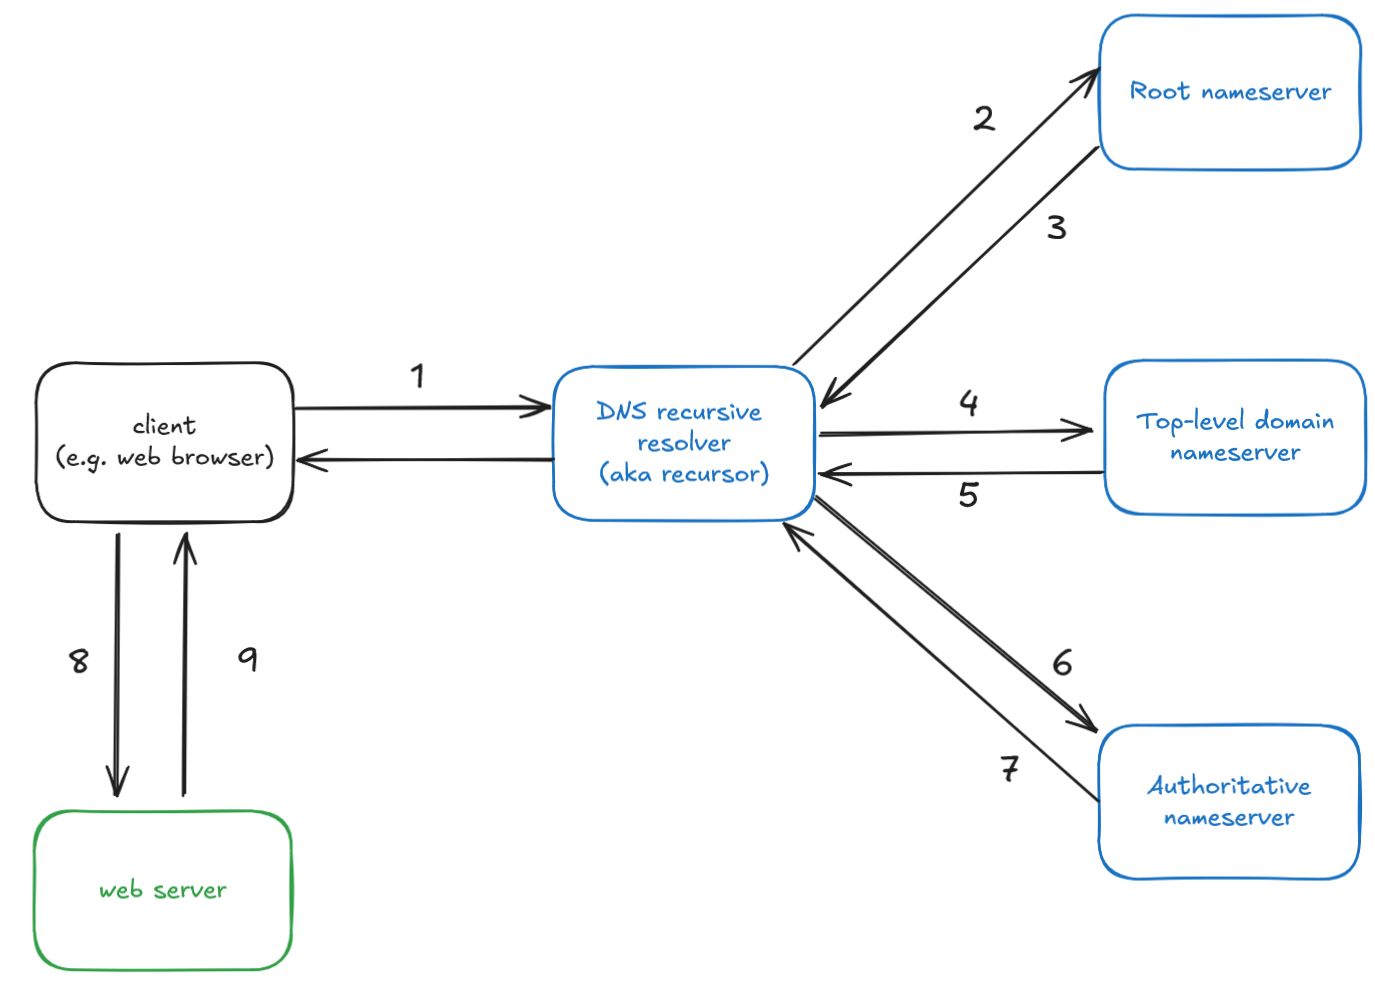 Root nameserver
2
3
1
client
(e.g. web browser)
DNS recursive
resolver
(aka recursor)
4
5
Top-level domain
nameserver
6
7
8
9
Authoritative
nameserver
web server